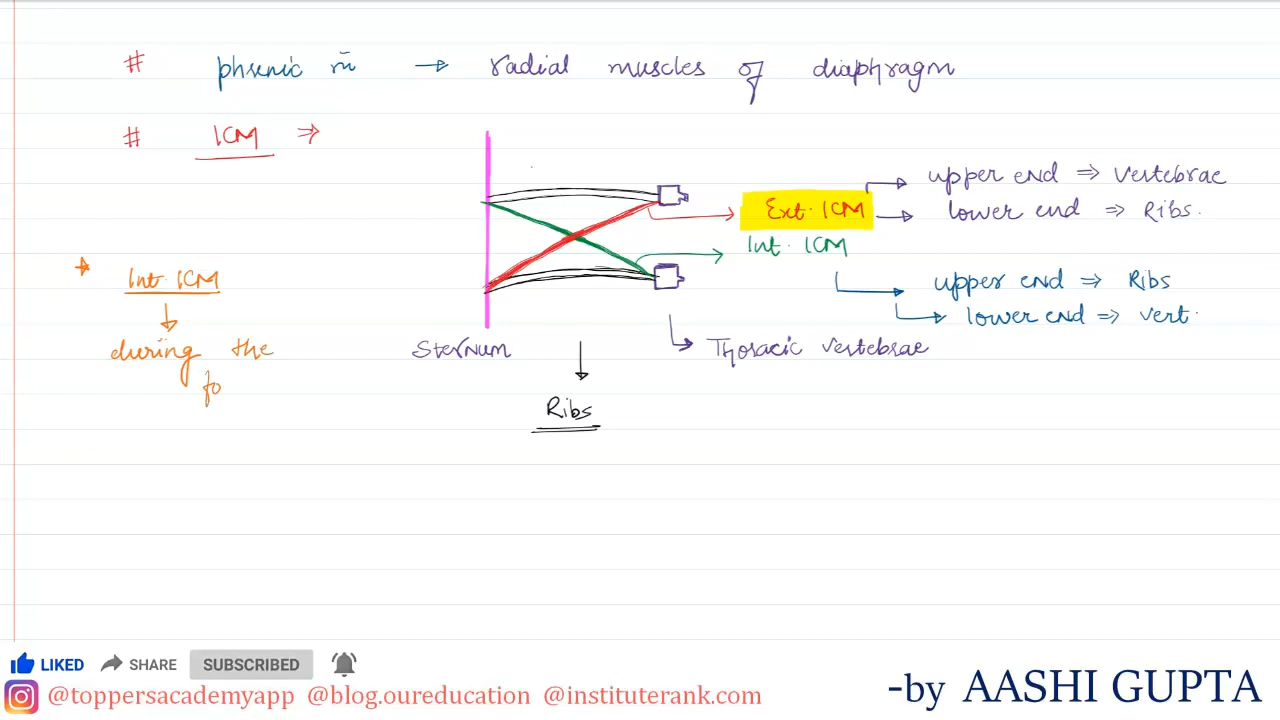 # phrenic m̄ → radial muscles of diaphragm
# ICM ⇒
upper end ⇒ vertebrae
Ext. ICM
lower end ⇒ Ribs.
Int. ICM
upper end ⇒ Ribs
lower end ⇒ vert.
Sternum
Thoracic vertebrae
Ribs
Int. ICM
during the
fo
LIKED SHARE SUBSCRIBED
@toppersacademyapp @blog.oureducation @instituterank.com
-by AASHI GUPTA